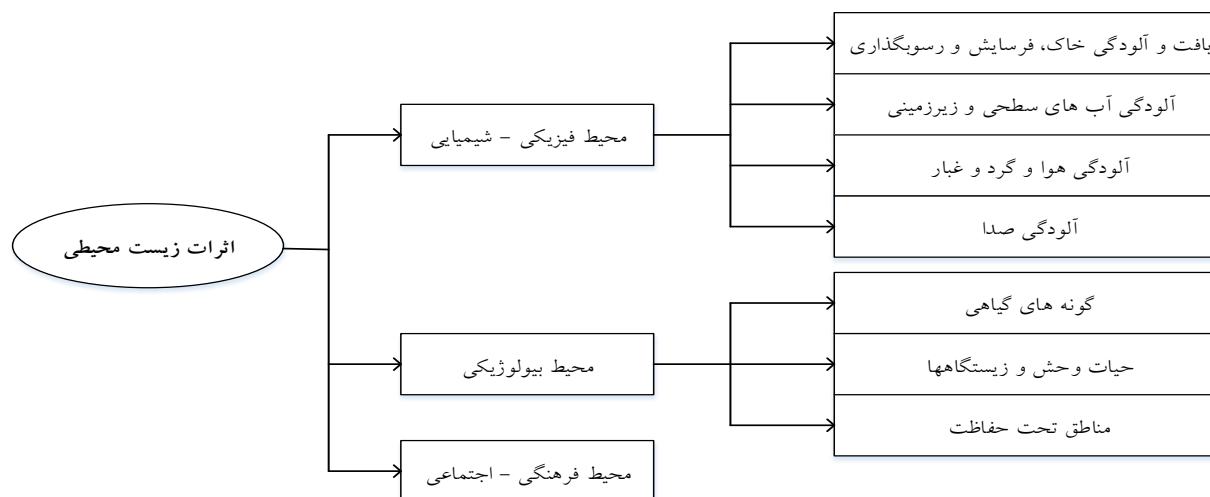 اثرات زیست محیطی
محیط فیزیکی – شیمیایی
بافت و آلودگی خاک، فرسایش و رسوبگذاری
آلودگی آب های سطحی و زیرزمینی
آلودگی هوا و گرد و غبار
آلودگی صدا
محیط بیولوژیکی
گونه های گیاهی
حیات وحش و زیستگاهها
مناطق تحت حفاظت
محیط فرهنگی – اجتماعی